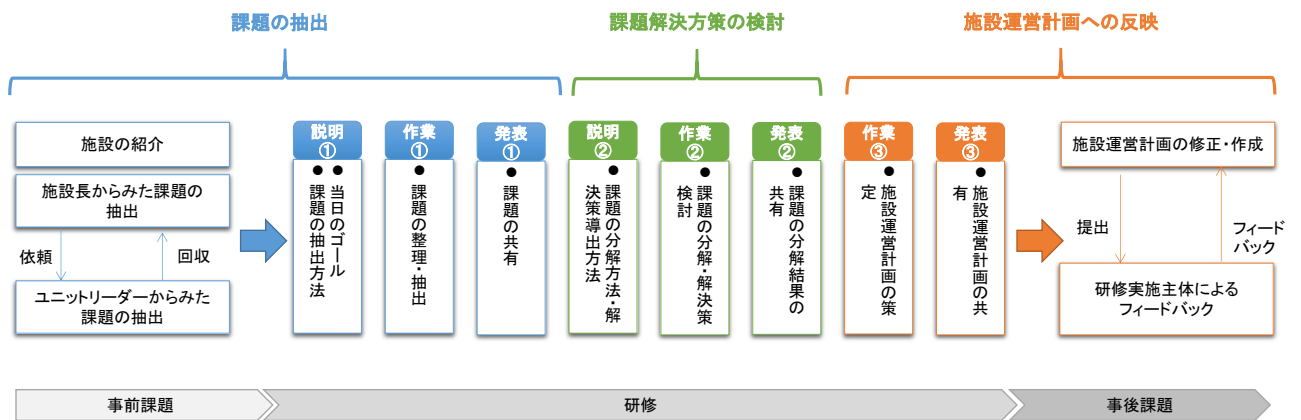 課題の抽出
課題解決方策の検討
施設運営計画への反映
施設の紹介
施設長からみた課題の
抽出
依頼
回収
ユニットリーダーからみた
課題の抽出
説明
①
● 当日のゴール
● 課題の抽出方法
作業
①
● 課題の整理・抽出
発表
①
● 課題の共有
説明
②
● 課題の分解方法・解
決策導出方法
作業
②
● 課題の分解・解決策
検討
発表
②
● 課題の分解結果の
共有
作業
③
● 施設運営計画の策
定
発表
③
● 施設運営計画の共
有
施設運営計画の修正・作成
提出
フィード
バック
研修実施主体による
フィードバック
事前課題
研修
事後課題